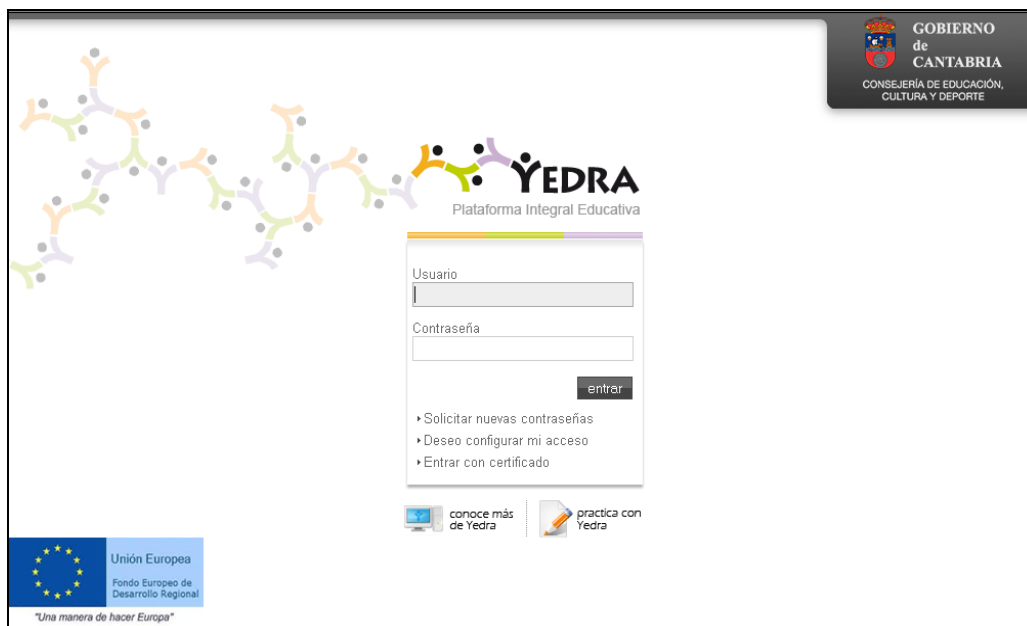 GOBIERNO
de
CANTABRIA
CONSEJERÍA DE EDUCACIÓN,
CULTURA Y DEPORTE
YEDRA
Plataforma Integral Educativa
Usuario
Contraseña
entrar
Solicitar nuevas contraseñas
Deseo configurar mi acceso
Entrar con certificado
conoce más
de Yedra
practica con
Yedra
Unión Europea
Fondo Europeo de
Desarrollo Regional
"Una manera de hacer Europa"